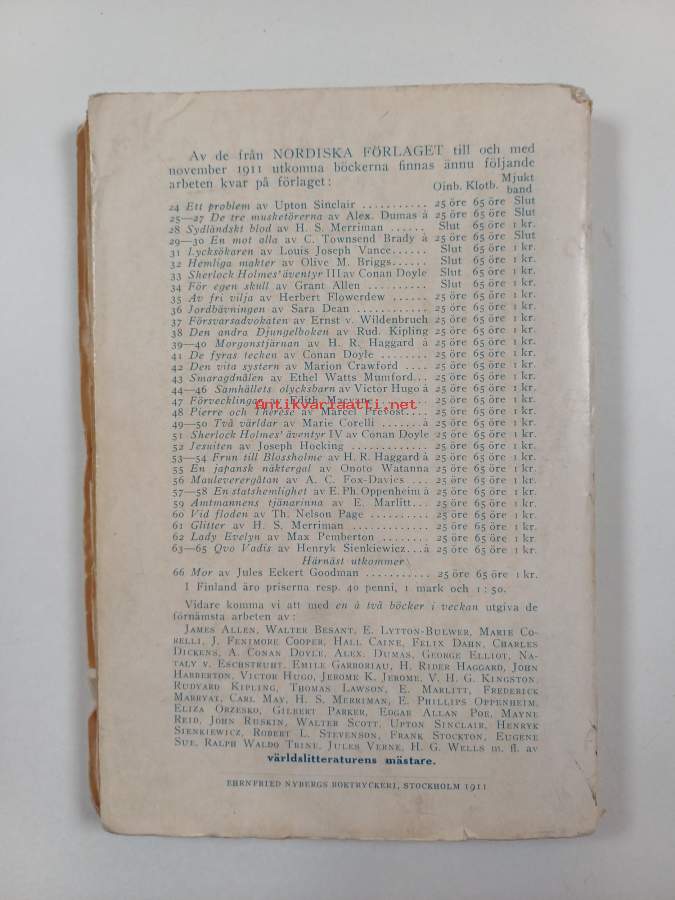 Av de från NORDISKA FÖRLAGET till och med
november 1911 utkomna böckerna finnas ännu följande
arbeten kvar på förlaget:
Oinb. Klotb. Mjukt band
24 Ett problem av Upton Sinclair ........... 25 öre 65 öre Slut
25—27 De tre musketörerna av Alex. Dumas à 25 öre 65 öre Slut
28 Sydländskt blod av H. S. Merriman ...... Slut 65 öre 1 kr.
29—30 En mot alla av C. Townsend Brady à 25 öre 65 öre Slut
31 Lycksökaren av Louis Joseph Vance...... Slut 65 öre 1 kr.
32 Hemliga makter av Olive M. Briggs...... Slut 65 öre 1 kr.
33 Sherlock Holmes' äventyr III av Conan Doyle Slut 65 öre 1 kr.
34 För egen skull av Grant Allen .......... Slut 65 öre 1 kr.
35 Av fri vilja av Herbert Flowerdew ...... 25 öre 65 öre 1 kr.
36 Jordbävningen av Sara Dean ............ 25 öre 65 öre 1 kr.
37 Försvarsadvokaten av Ernst v. Wildenbruch 25 öre 65 öre 1 kr.
38 Den andra Djungelboken av Rud. Kipling 25 öre 65 öre 1 kr.
39—40 Morgonstjärnan av H. R. Haggard à 25 öre 65 öre 1 kr.
41 De fyras tecken av Conan Doyle ........ 25 öre 65 öre 1 kr.
42 Den vita systern av Marion Crawford .... 25 öre 65 öre 1 kr.
43 Smaragdnålen av Ethel Watts Mumford... 25 öre 65 öre 1 kr.
44—46 Samhällets olycksbarn av Victor Hugo à 25 öre 65 öre 1 kr.
47 Förvecklingar av Edith 25 öre 65 öre 1 kr.
antikvariaatti.net
48 Pierre och Therese av Marcel Prevost.... 25 öre 65 öre 1 kr.
49—50 Två världar av Marie Corelli .......à 25 öre 65 öre 1 kr.
51 Sherlock Holmes' äventyr IV av Conan Doyle 25 öre 65 öre 1 kr.
52 Jesuiten av Joseph Hocking ............ 25 öre 65 öre 1 kr.
53—54 Frun till Blossholme av H. R. Haggard à 25 öre 65 öre 1 kr.
55 En japansk näktergal av Onoto Watanna 25 öre 65 öre 1 kr.
56 Mauleverergåtan av A. C. Fox-Davies ... 25 öre 65 öre 1 kr.
57—58 En statshemlighet av E. Ph. Oppenheim à 25 öre 65 öre 1 kr.
59 Amtmannens tjänarinna av E. Marlitt.... 25 öre 65 öre 1 kr.
60 Vid floden av Th. Nelson Page .......... 25 öre 65 öre 1 kr.
61 Glitter av H. S. Merriman ............. 25 öre 65 öre 1 kr.
62 Lady Evelyn av Max Pemberton ........ 25 öre 65 öre 1 kr.
63—65 Qvo Vadis av Henryk Sienkiewicz...à 25 öre 65 öre 1 kr.
Härnäst utkommer:
66 Mor av Jules Eckert Goodman ........... 25 öre 65 öre 1 kr.
I Finland äro priserna resp. 40 penni, 1 mark och 1: 50.
Vidare komma vi att med en à två böcker i veckan utgiva de
förnämsta arbeten av:
JAMES ALLEN, WALTER BESANT, E. LYTTON-BULWER, MARIE CO-
RELLI, J. FENIMORE COOPER, HALL CAINE, FELIX DAHN, CHARLES
DICKENS, A. CONAN DOYLE, ALEX. DUMAS, GEORGE ELLIOT, NA-
TALY V. ESCHSTRUHT, EMILE GABORIAU, H. RIDER HAGGARD, JOHN
HABBERTON, VICTOR HUGO, JEROME K. JEROME, V. H. G. KINGSTON,
RUDYARD KIPLING, THOMAS LAWSON, E. MARLITT, FREDERICK
MARRYAT, CARL MAY, H. S. MERRIMAN, E. PHILLIPS OPPENHEIM,
ELIZA ORZESKO, GILBERT PARKER, EDGAR ALLAN POE, MAYNE
REID, JOHN RUSKIN, WALTER SCOTT, UPTON SINCLAIR, HENRYK
SIENKIEWICZ, ROBERT L. STEVENSON, FRANK STOCKTON, EUGENE
SUE, RALPH WALDO TRINE, JULES VERNE, H. G. WELLS m. fl. av
världslitteraturens mästare.
EHRNFRIED NYBERGS BOKTRYCKERI, STOCKHOLM 1911